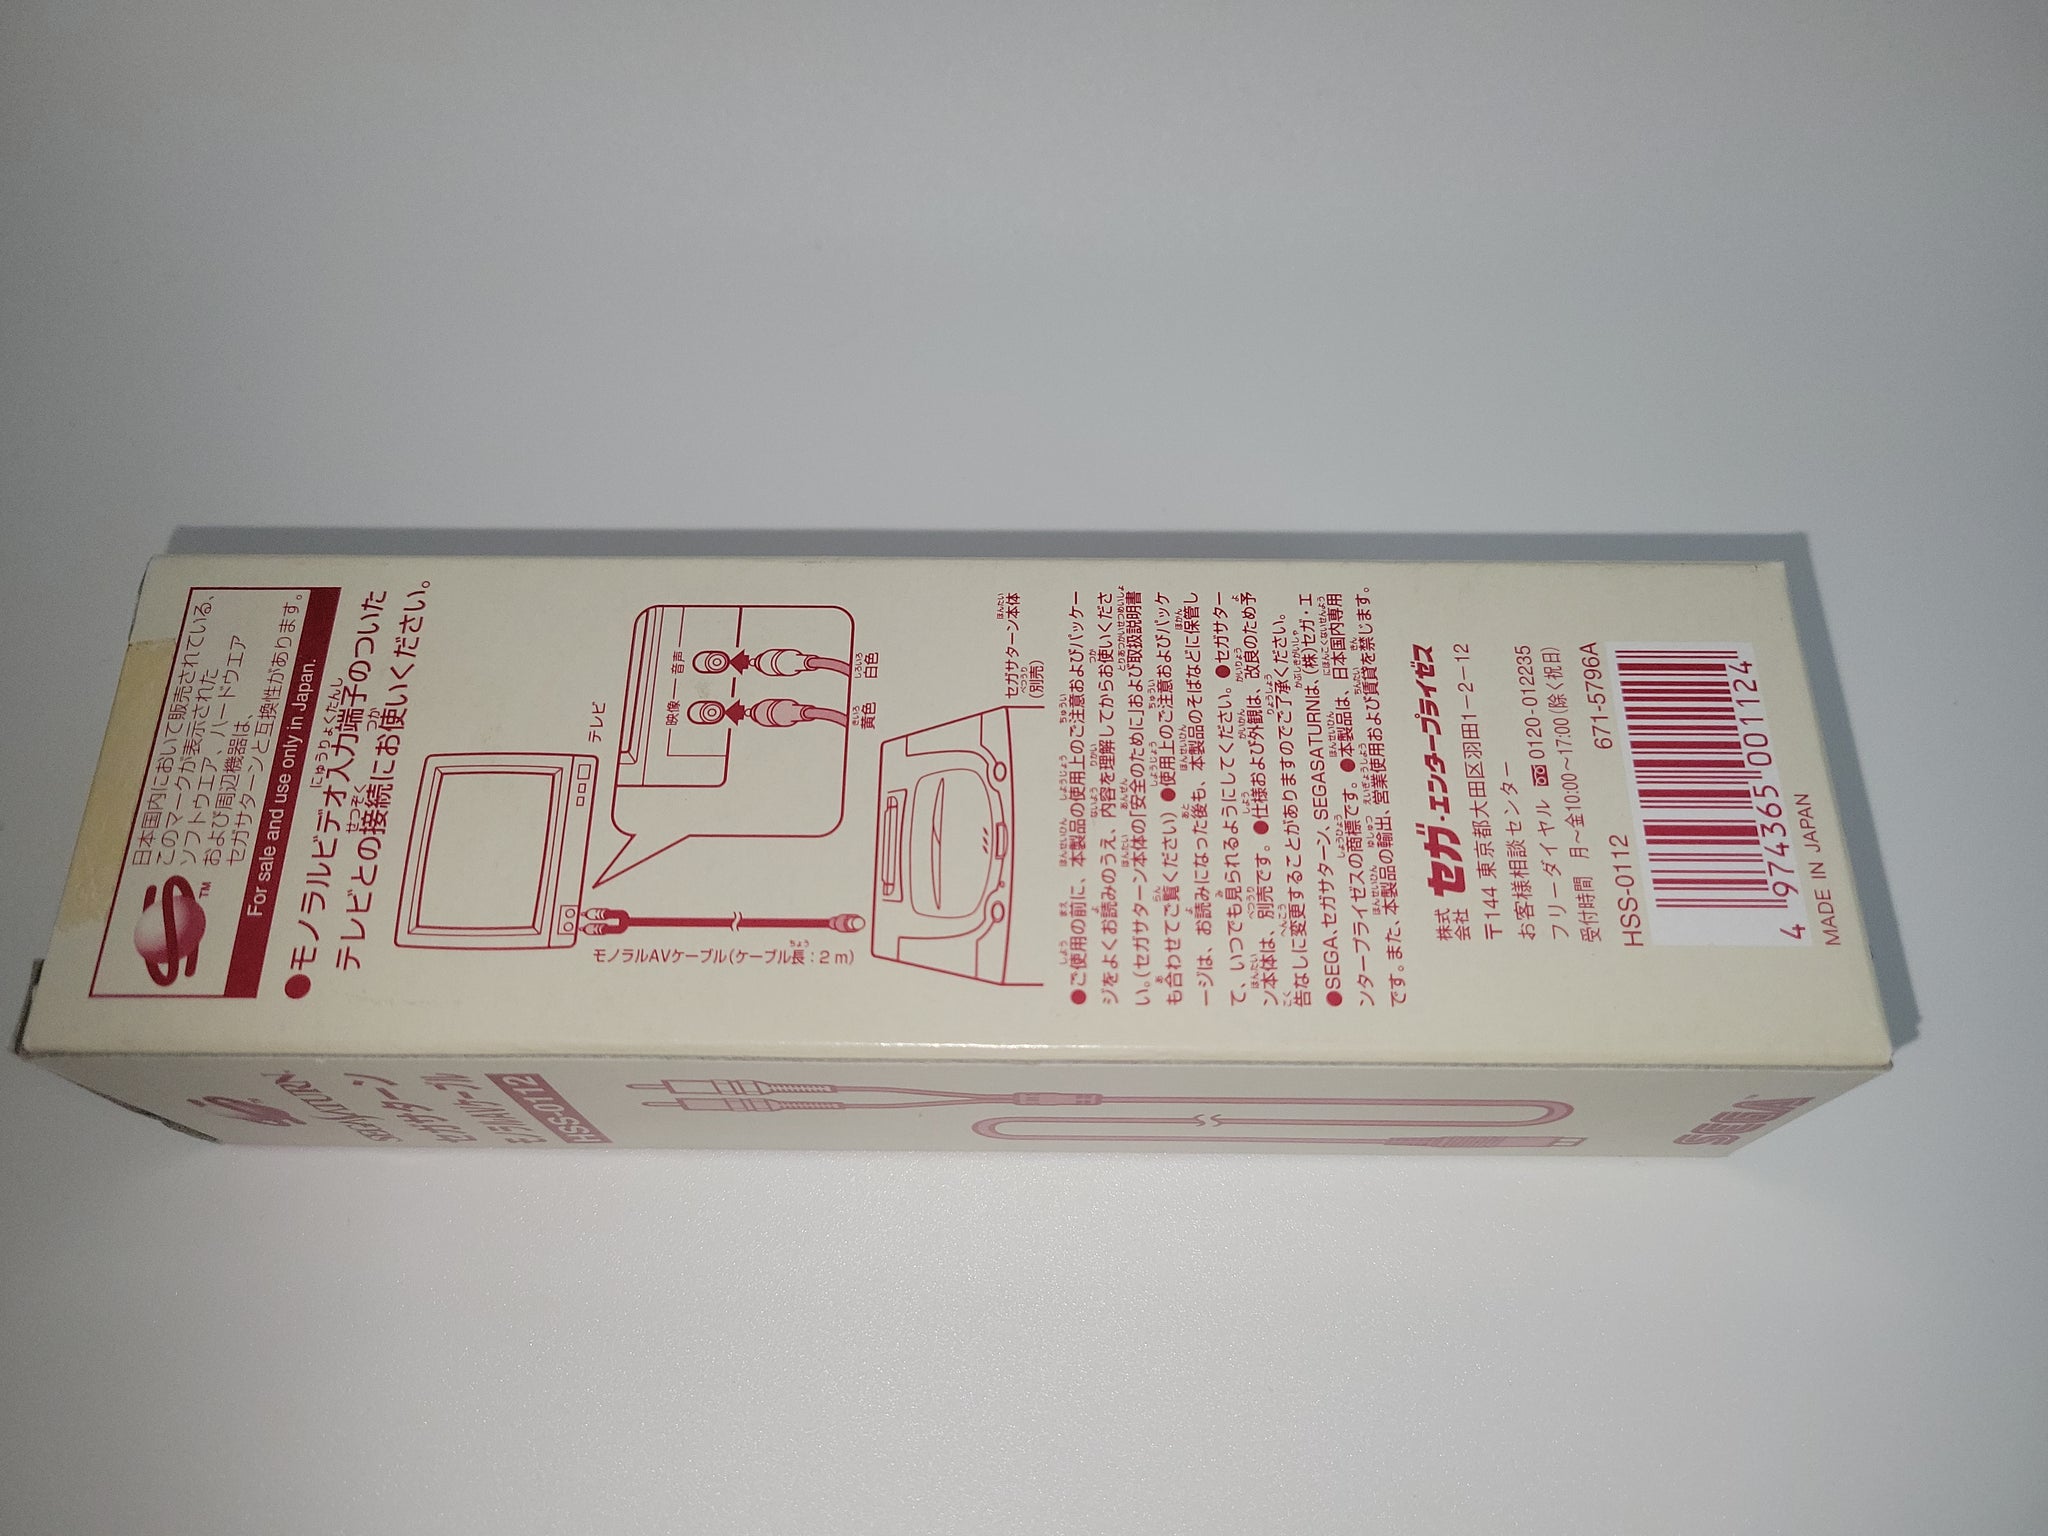 日本国内において販売されている、
このマークが表示された
ソフトウエア、ハードウエア
および周辺機器は、
セガサターンと互換性があります。
TM
For sale and use only in Japan.
●モノラルビデオ入力端子のついた
テレビとの接続にお使いください。
テレビ
映像 音声
黄色 白色
モノラルAVケーブル(ケーブル長:2m)
セガサターン本体
(別売)
●ご使用の前に、本製品の使用上のご注意およびパッケー
ジをよくお読みのうえ、内容を理解してからお使いくださ
い。(セガサターン本体の「安全のために」および取扱説明書
も合わせてご覧ください)●使用上のご注意およびパッケ
ージは、お読みになった後も、本製品のそばなどに保管し
て、いつでも見られるようにしてください。●セガサター
ン本体は、別売です。●仕様および外観は、改良のため予
告なしに変更することがありますのでご了承ください。
●SEGA、セガサターン、SEGASATURNは、(株)セガ・エ
ンタープライゼスの商標です。●本製品は、日本国内専用
です。また、本製品の輸出、営業使用および賃貸を禁じます。
株式会社 セガ・エンタープライゼス
〒144 東京都大田区羽田1-2-12
お客様相談センター
フリーダイヤル 0120-012235
受付時間 月〜金10:00〜17:00(除く祝日)
671-5796A
HSS-0112
4 974365 001124
MADE IN JAPAN
SEGA SATURN
セガサターン
モノラルAVケーブル
HSS-0112
SEGA